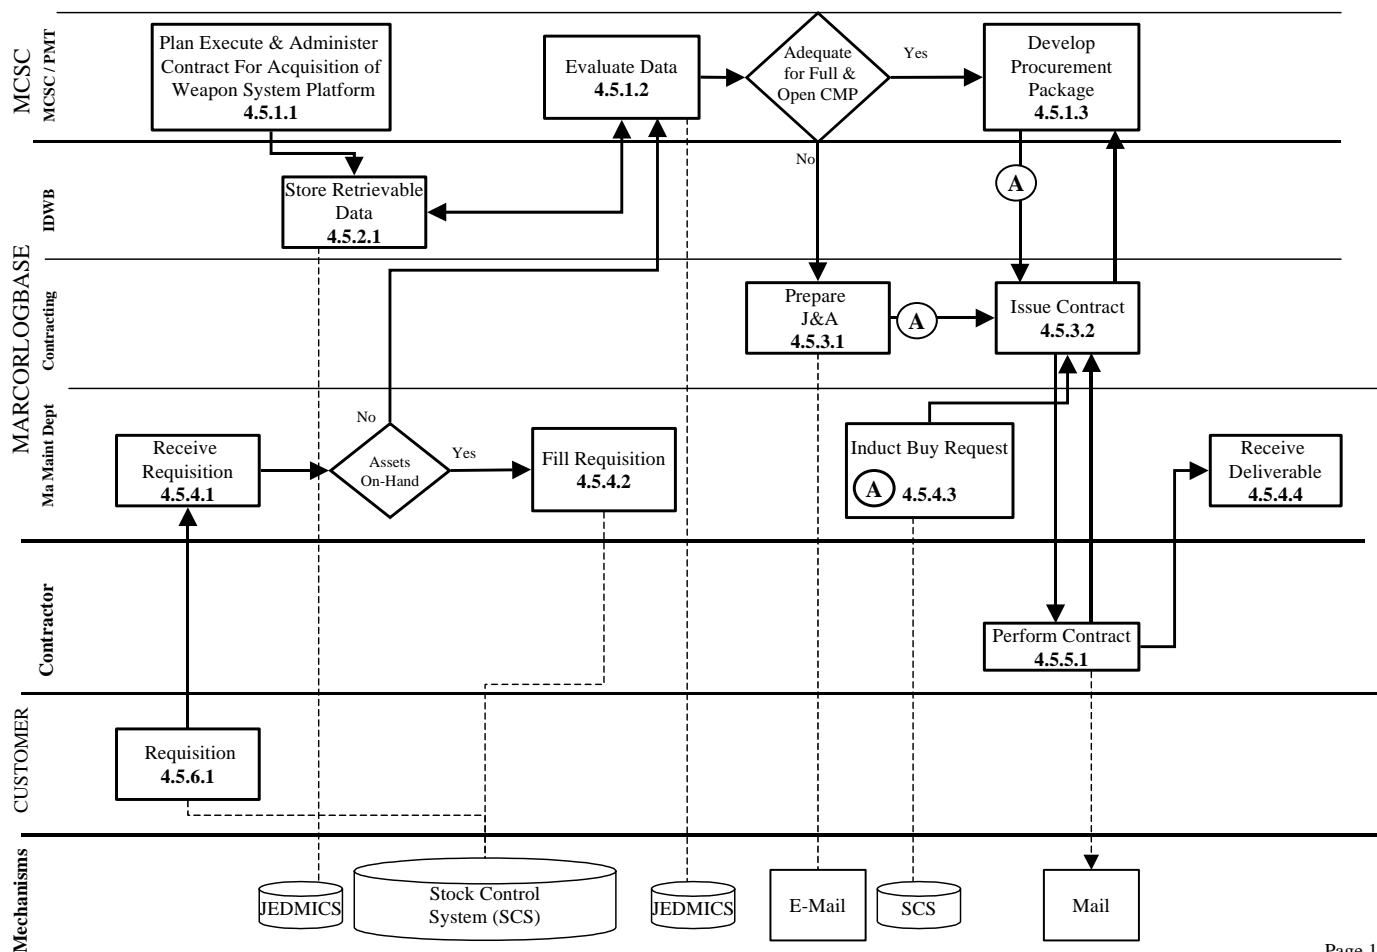 MCSC
MCSC / PMT
Plan Execute & Administer
Contract For Acquisition of
Weapon System Platform
4.5.1.1
Evaluate Data
4.5.1.2
Adequate
for Full &
Open CMP
Yes
No
Develop
Procurement
Package
4.5.1.3
MARCORLOGBASE
IDWB
Store Retrievable
Data
4.5.2.1
A
Contracting
Prepare
J&A
4.5.3.1
A
Issue Contract
4.5.3.2
Ma Maint Dept
Receive
Requisition
4.5.4.1
No
Assets
On-Hand
Yes
Fill Requisition
4.5.4.2
Induct Buy Request
A 4.5.4.3
Receive
Deliverable
4.5.4.4
Contractor
Perform Contract
4.5.5.1
CUSTOMER
Requisition
4.5.6.1
Mechanisms
JEDMICS
Stock Control
System (SCS)
JEDMICS
E-Mail
SCS
Mail
Page 1